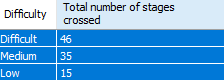 Difficulty Total number of stages
crossed
Difficult 46
Medium 35
Low 15